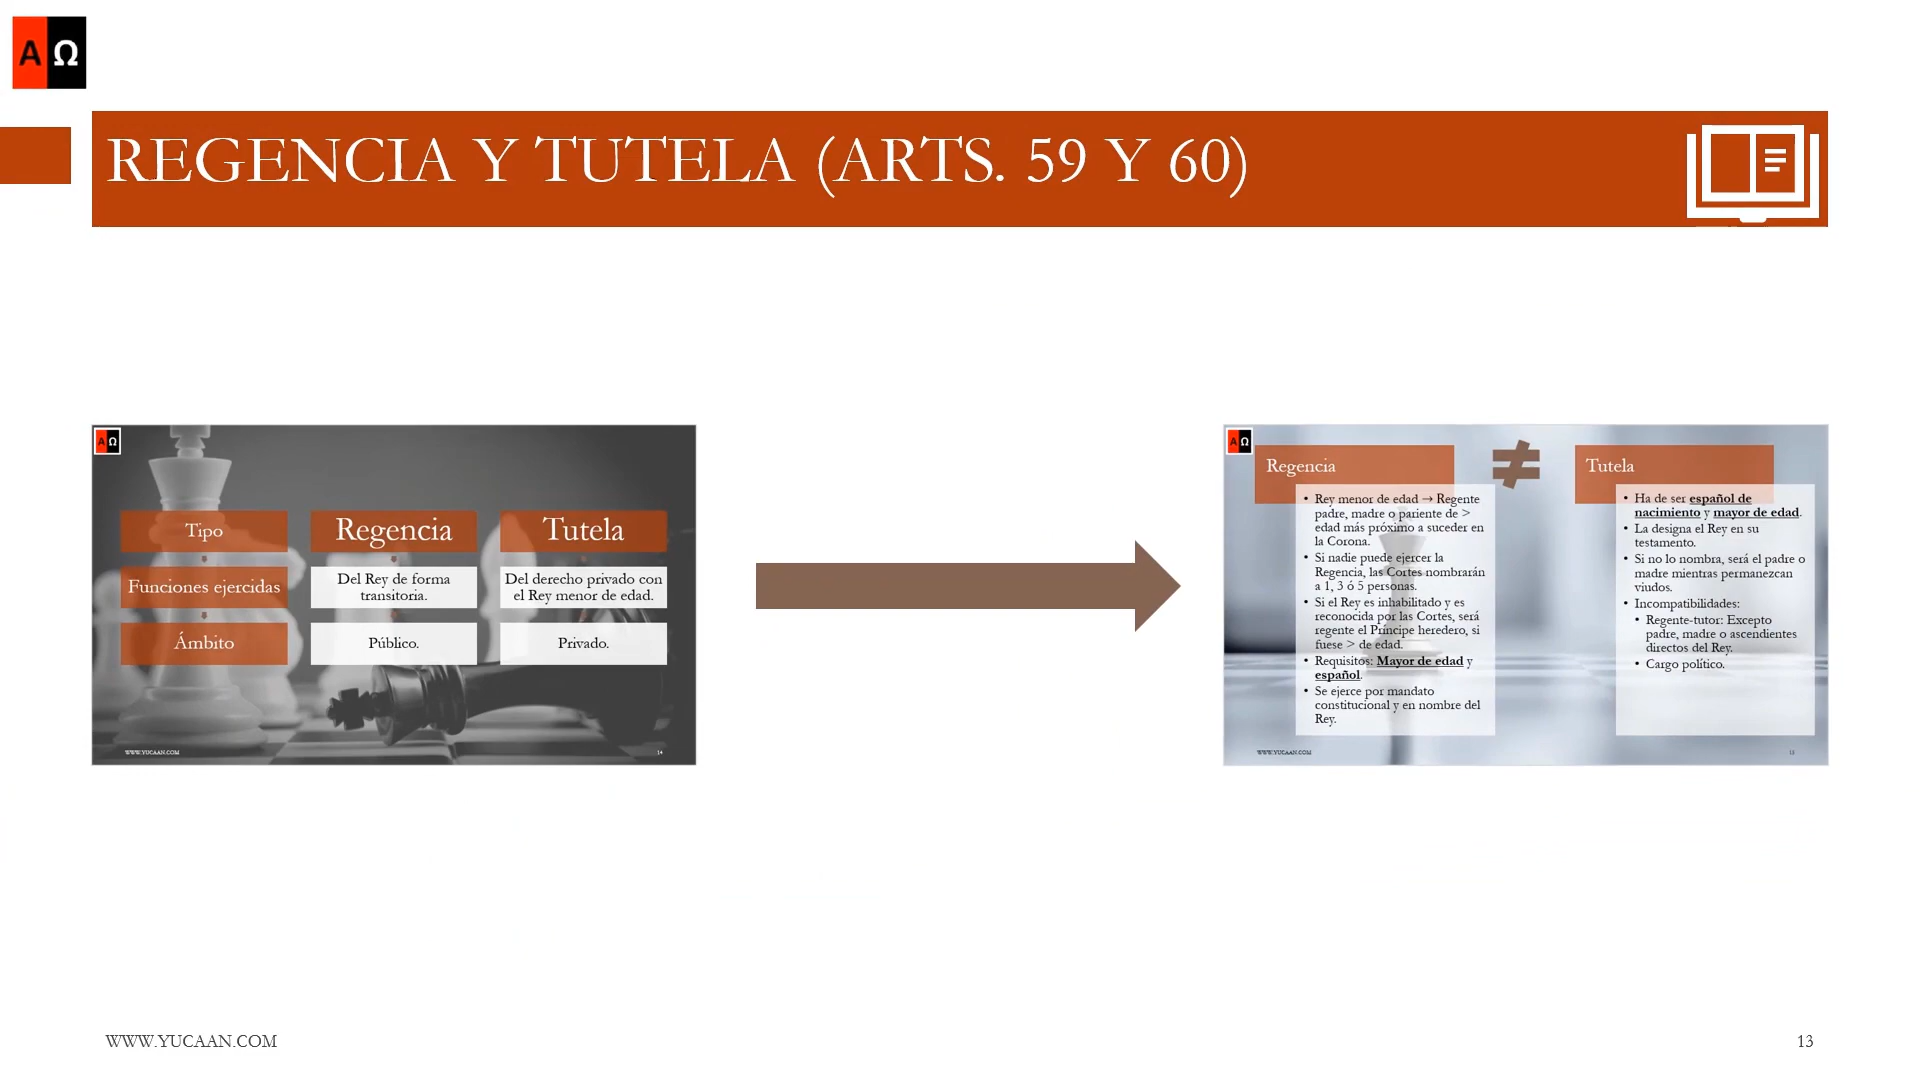 AΩ
REGENCIA Y TUTELA (ARTS. 59 Y 60)
AΩ
Tipo
Regencia
Tutela
Funciones ejercidas
Del Rey de forma
transitoria.
Del derecho privado con
el Rey menor de edad.
Ámbito
Público.
Privado.
WWW.YUCAAN.COM
14
AΩ
Regencia
≠
Tutela
• Rey menor de edad → Regente
padre, madre o pariente de >
edad más próximo a suceder en
la Corona.
• Si nadie puede ejercer la
Regencia, las Cortes nombrarán
a 1, 3 ó 5 personas.
• Si el Rey es inhabilitado y es
reconocida por las Cortes, será
regente el Príncipe heredero, si
fuese > de edad.
• Requisitos: Mayor de edad y
español.
• Se ejerce por mandato
constitucional y en nombre del
Rey.
• Ha de ser español de
nacimiento y mayor de edad.
• La designa el Rey en su
testamento.
• Si no lo nombra, será el padre o
madre mientras permanezcan
viudos.
• Incompatibilidades:
• Regente-tutor: Excepto
padre, madre o ascendientes
directos del Rey.
• Cargo político.
WWW.YUCAAN.COM
WWW.YUCAAN.COM
13